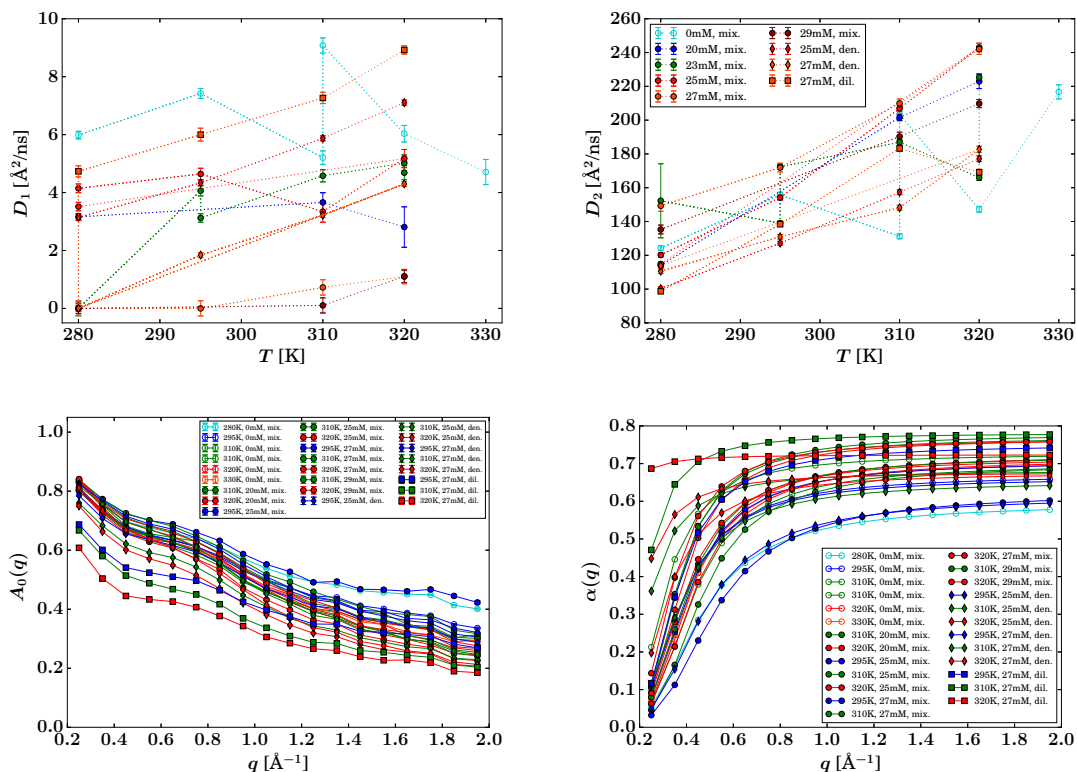 10
8
6
4
2
0
D₁ [Å²/ns]
280 290 300 310 320 330
T [K]
260
240
220
200
180
160
140
120
100
80
D₂ [Å²/ns]
0mM, mix.
20mM, mix.
23mM, mix.
25mM, mix.
27mM, mix.
29mM, mix.
25mM, den.
27mM, den.
27mM, dil.
280 290 300 310 320 330
T [K]
1.0
0.8
0.6
0.4
0.2
0.0
A₀(q)
280K, 0mM, mix.
295K, 0mM, mix.
310K, 0mM, mix.
310K, 0mM, mix.
320K, 0mM, mix.
330K, 0mM, mix.
310K, 20mM, mix.
320K, 20mM, mix.
295K, 25mM, mix.
310K, 25mM, mix.
320K, 25mM, mix.
295K, 27mM, mix.
310K, 27mM, mix.
320K, 27mM, mix.
310K, 29mM, mix.
320K, 29mM, mix.
295K, 25mM, den.
310K, 25mM, den.
320K, 25mM, den.
295K, 27mM, den.
310K, 27mM, den.
320K, 27mM, den.
295K, 27mM, dil.
310K, 27mM, dil.
320K, 27mM, dil.
0.2 0.4 0.6 0.8 1.0 1.2 1.4 1.6 1.8 2.0
q [Å⁻¹]
0.8
0.7
0.6
0.5
0.4
0.3
0.2
0.1
0.0
α(q)
280K, 0mM, mix.
295K, 0mM, mix.
310K, 0mM, mix.
310K, 0mM, mix.
320K, 0mM, mix.
330K, 0mM, mix.
310K, 20mM, mix.
320K, 20mM, mix.
295K, 25mM, mix.
310K, 25mM, mix.
320K, 25mM, mix.
295K, 27mM, mix.
310K, 27mM, mix.
320K, 27mM, mix.
310K, 29mM, mix.
320K, 29mM, mix.
295K, 25mM, den.
310K, 25mM, den.
320K, 25mM, den.
295K, 27mM, den.
310K, 27mM, den.
320K, 27mM, den.
295K, 27mM, dil.
310K, 27mM, dil.
320K, 27mM, dil.
0.2 0.4 0.6 0.8 1.0 1.2 1.4 1.6 1.8 2.0
q [Å⁻¹]